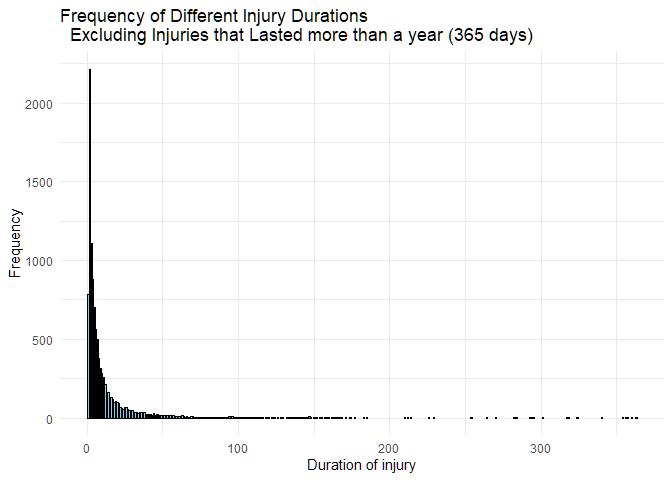 Frequency of Different Injury Durations
Excluding Injuries that Lasted more than a year (365 days)
2000
1500
1000
500
0
Frequency
0 100 200 300
Duration of injury